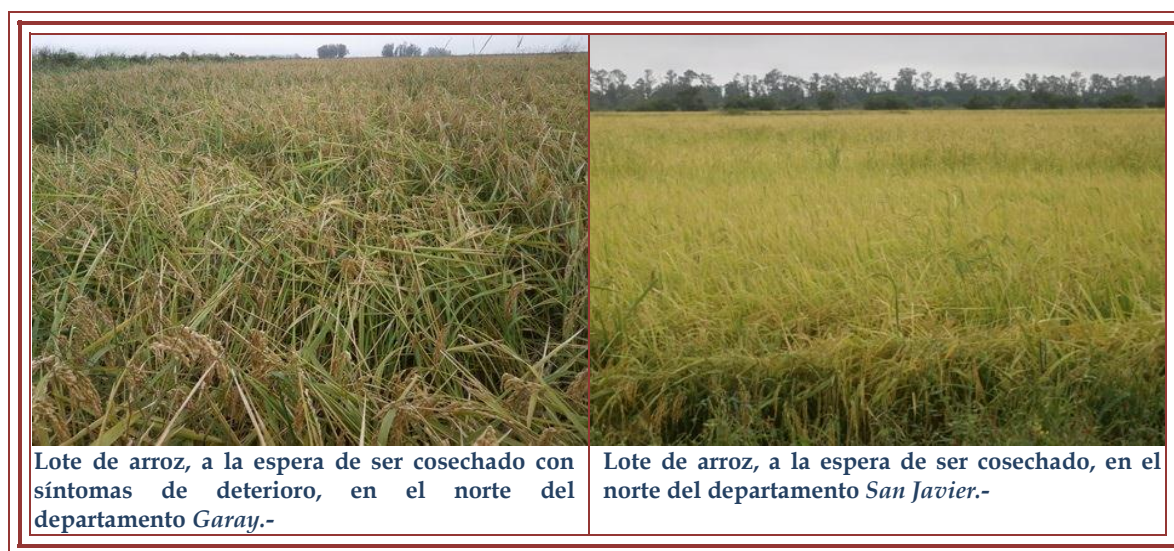 Lote de arroz, a la espera de ser cosechado con
síntomas de deterioro, en el norte del
departamento Garay.-
Lote de arroz, a la espera de ser cosechado, en el
norte del departamento San Javier.-